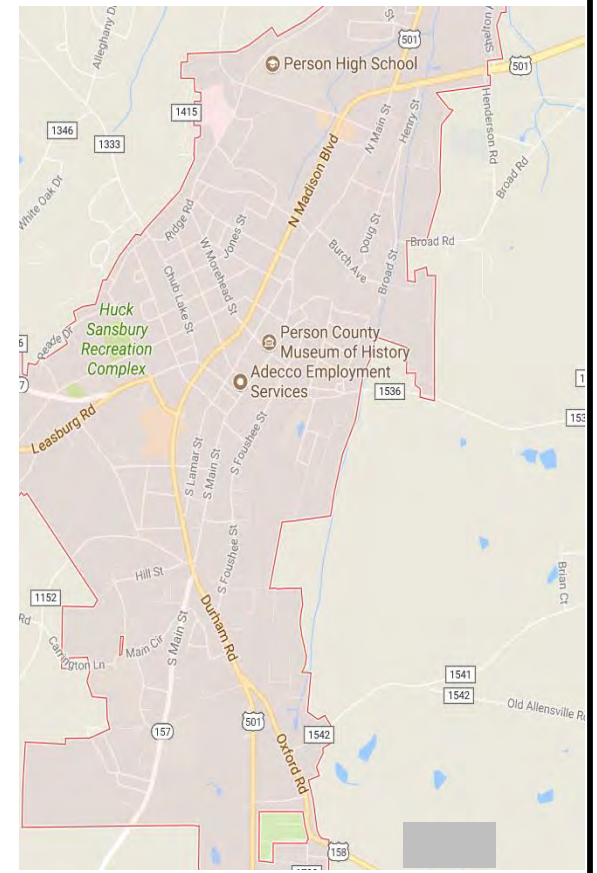 St
501
Alleghany D
Shelton
Person High School
501
1415
1346
1333
N Main St
Henry St
Henderson Rd
N Madison Blvd
Broad Rd
White Oak Dr
Ridge Rd
Jones St
W Morehead St
Doug St
Broad Rd
Burch Ave
Broad St
Chub Lake St
Huck
Sansbury
Recreation
Complex
Person County
Museum of History
Adecco Employment
Services
1536
153
Leasburg Rd
S Lamar St
S Main St
S Foushee St
S Foushee St
Hill St
1152
Rd
Durham Rd
Brian Ct
Main Cir
Carrington Ln
S Main St
1541
1542
Old Allensville R
157
501
1542
Oxford Rd
158